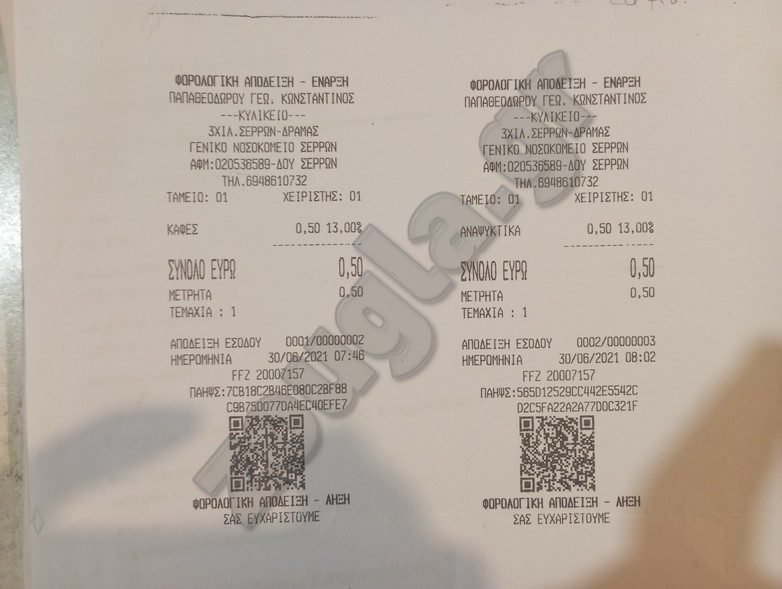 ΦΟΡΟΛΟΓΙΚΗ ΑΠΟΔΕΙΞΗ - ΕΝΑΡΞΗ
ΠΑΠΑΘΕΟΔΩΡΟΥ ΓΕΩ. ΚΩΝΣΤΑΝΤΙΝΟΣ
---ΚΥΛΙΚΕΙΟ---
3ΧΙΛ.ΣΕΡΡΩΝ-ΔΡΑΜΑΣ
ΓΕΝΙΚΟ ΝΟΣΟΚΟΜΕΙΟ ΣΕΡΡΩΝ
ΑΦΜ:020536589-ΔΟΥ ΣΕΡΡΩΝ
ΤΗΛ.6948610732
ΤΑΜΕΙΟ: 01 ΧΕΙΡΙΣΤΗΣ: 01
ΚΑΦΕΣ 0,50 13,00%
ΣΥΝΟΛΟ ΕΥΡΩ 0,50
ΜΕΤΡΗΤΑ 0,50
ΤΕΜΑΧΙΑ : 1
ΑΠΟΔΕΙΞΗ ΕΣΟΔΟΥ 0001/00000002
ΗΜΕΡΟΜΗΝΙΑ 30/06/2021 07:46
FFZ 20007157
ΠΑΗΨΣ:7CB18C2B46E080C2BF88
C9B750077DA4EC40EFE7
ΦΟΡΟΛΟΓΙΚΗ ΑΠΟΔΕΙΞΗ - ΛΗΞΗ
ΣΑΣ ΕΥΧΑΡΙΣΤΟΥΜΕ
ΦΟΡΟΛΟΓΙΚΗ ΑΠΟΔΕΙΞΗ - ΕΝΑΡΞΗ
ΠΑΠΑΘΕΟΔΩΡΟΥ ΓΕΩ. ΚΩΝΣΤΑΝΤΙΝΟΣ
---ΚΥΛΙΚΕΙΟ---
3ΧΙΛ.ΣΕΡΡΩΝ-ΔΡΑΜΑΣ
ΓΕΝΙΚΟ ΝΟΣΟΚΟΜΕΙΟ ΣΕΡΡΩΝ
ΑΦΜ:020536589-ΔΟΥ ΣΕΡΡΩΝ
ΤΗΛ.6948610732
ΤΑΜΕΙΟ: 01 ΧΕΙΡΙΣΤΗΣ: 01
ΑΝΑΨΥΚΤΙΚΑ 0,50 13,00%
ΣΥΝΟΛΟ ΕΥΡΩ 0,50
ΜΕΤΡΗΤΑ 0,50
ΤΕΜΑΧΙΑ : 1
ΑΠΟΔΕΙΞΗ ΕΣΟΔΟΥ 0002/00000003
ΗΜΕΡΟΜΗΝΙΑ 30/06/2021 08:02
FFZ 20007157
ΠΑΗΨΣ:565D12529CC442E5542C
D2C5FA22A2A77D0C321F
ΦΟΡΟΛΟΓΙΚΗ ΑΠΟΔΕΙΞΗ - ΛΗΞΗ
ΣΑΣ ΕΥΧΑΡΙΣΤΟΥΜΕ
zougla.gr